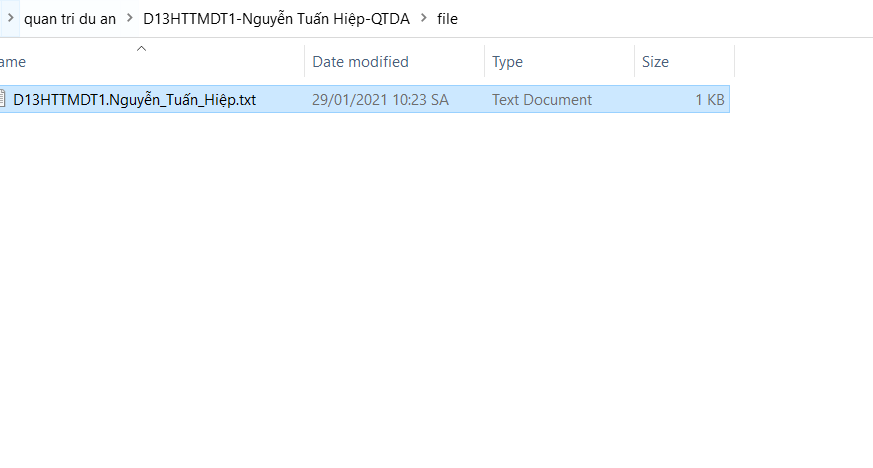 quan tri du an > D13HTTMDT1-Nguyễn Tuấn Hiệp-QTDA > file
ame Date modified Type Size
D13HTTMDT1.Nguyễn_Tuấn_Hiệp.txt 29/01/2021 10:23 SA Text Document 1 KB